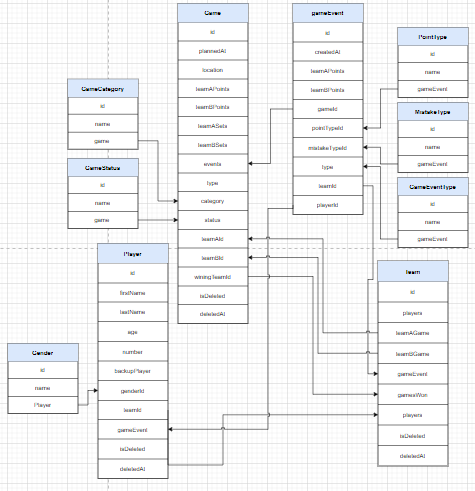 Game
id
plannedAt
location
teamAPoints
teamBPoints
teamASets
teamBSets
events
type
category
status
teamAId
teamBId
winingTeamId
isDeleted
deletedAt
gameEvent
id
createdAt
teamAPoints
teamBPoints
gameId
pointTypeId
mistakeTypeId
type
teamId
playerId
PointType
id
name
gameEvent
MistakeType
id
name
gameEvent
GameEventType
id
name
gameEvent
GameCategory
id
name
game
GameStatus
id
name
game
Player
id
firstName
lastName
age
number
backupPlayer
genderId
teamId
gameEvent
isDeleted
deletedAt
Gender
id
name
Player
Team
id
players
teamAGame
teamBGame
gameEvent
gamesWon
players
isDeleted
deletedAt